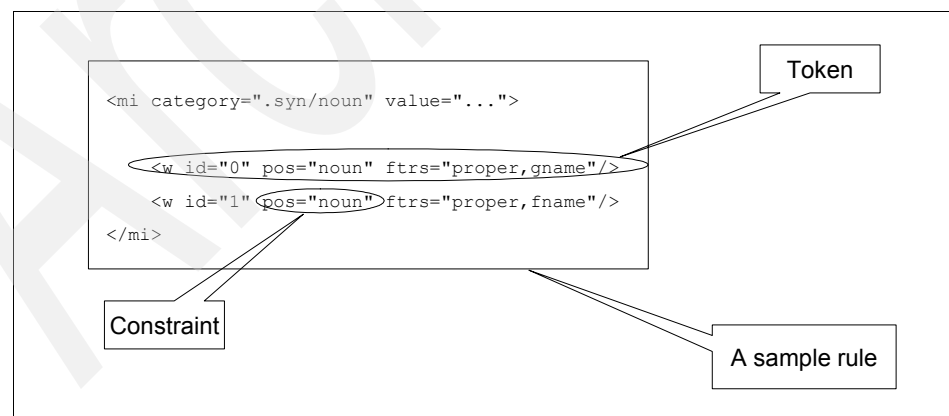 Token
<mi category=".syn/noun" value="...">
<w id="0" pos="noun" ftrs="proper,gname"/>
<w id="1" pos="noun" ftrs="proper,fname"/>
</mi>
Constraint
A sample rule